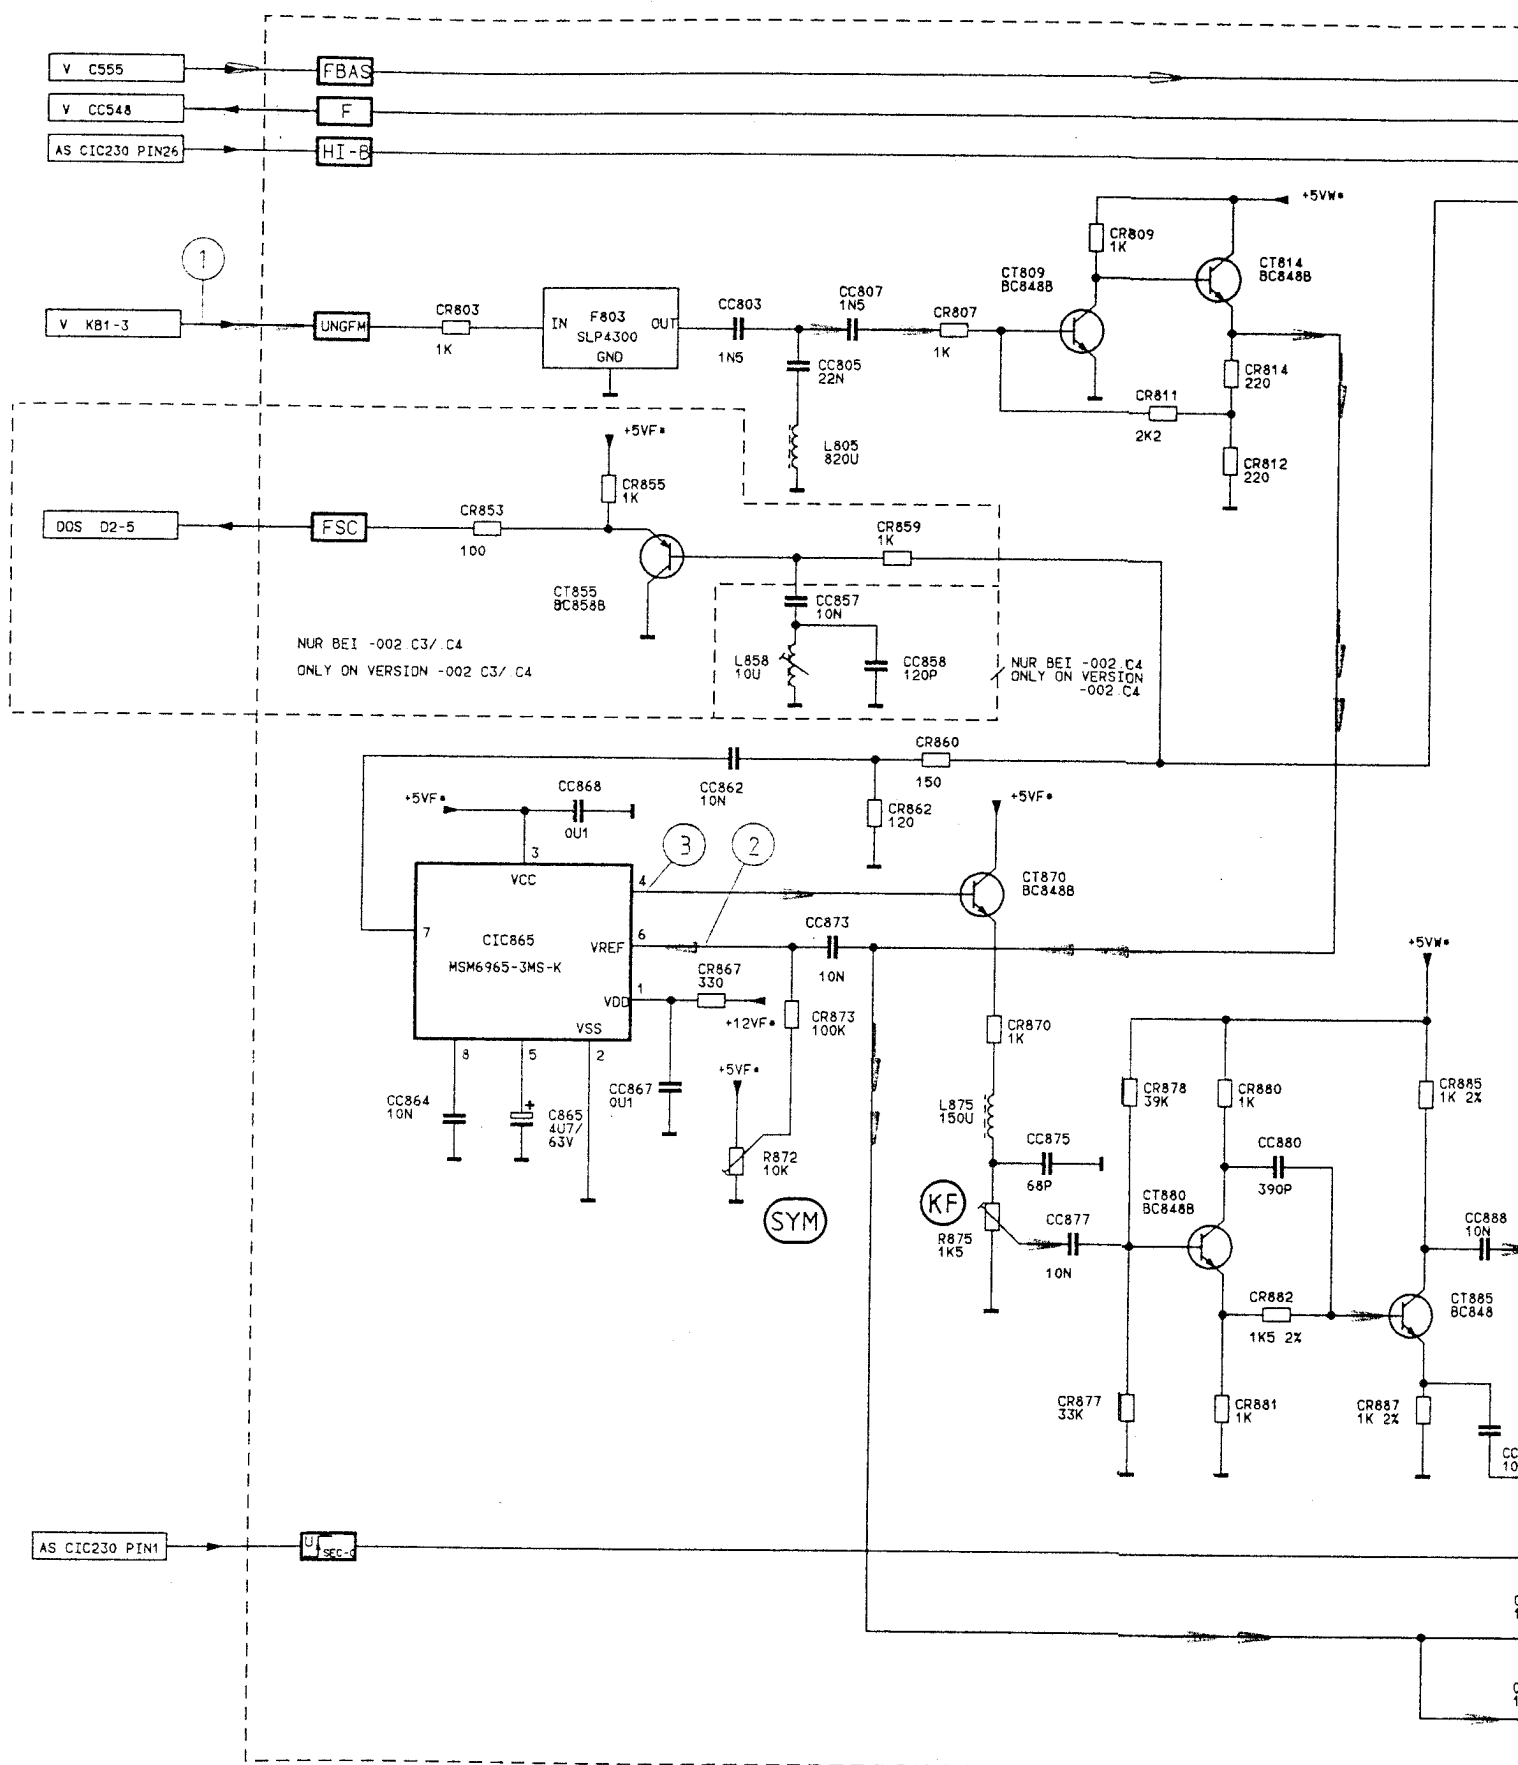 V C555
FBAS
V CC548
F
AS CIC230 PIN26
HI-B
+5VW*
CR809
1K
CT814
BC848B
CT809
BC848B
1
V KB1-3
UNGFM
CR803
1K
IN
F803
SLP4300
GND
OUT
CC803
1N5
CC807
1N5
CR807
1K
CC805
22N
CR814
220
CR811
2K2
L805
820U
CR812
220
+5VF*
CR855
1K
DOS D2-5
FSC
CR853
100
CR859
1K
CT855
BC858B
CC857
10N
NUR BEI -002.C3/.C4
ONLY ON VERSION -002 C3/.C4
L858
10U
CC858
120P
NUR BEI -002.C4
ONLY ON VERSION
-002.C4
CR860
150
CC862
10N
CR862
120
+5VF*
CC868
0U1
+5VF*
3
VCC
3
2
4
CT870
BC848B
7
CIC865
MSM6965-3MS-K
VREF
6
CC873
10N
VDD
1
CR867
330
+12VF*
CR873
100K
VSS
8
5
2
+5VW*
CR870
1K
CC864
10N
+
C865
4U7/
63V
CC867
0U1
+5VF*
R872
10K
SYM
L875
150U
CC875
68P
CR878
39K
CR880
1K
CR885
1K 2%
KF
R875
1K5
CC877
10N
CT880
BC848B
CC880
390P
CC888
10N
CR882
1K5 2%
CT885
BC848
CR877
33K
CR881
1K
CR887
1K 2%
CC
10
AS CIC230 PIN1
U
SEC-C